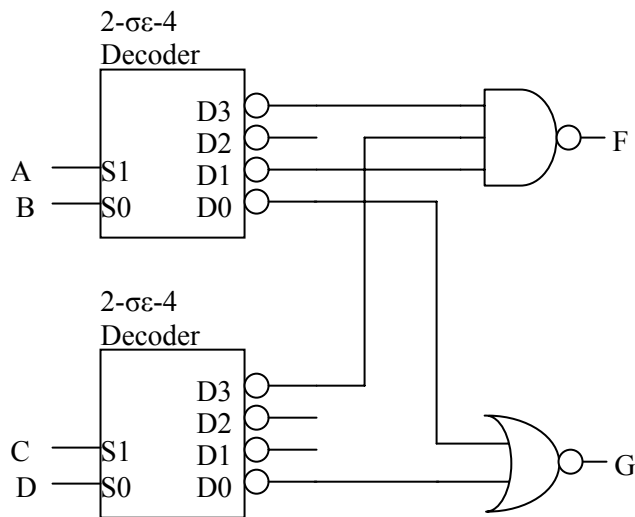 2-σε-4
Decoder
D3
D2
F
A
S1
D1
B
S0
D0
2-σε-4
Decoder
D3
D2
C
S1
D1
G
D
S0
D0